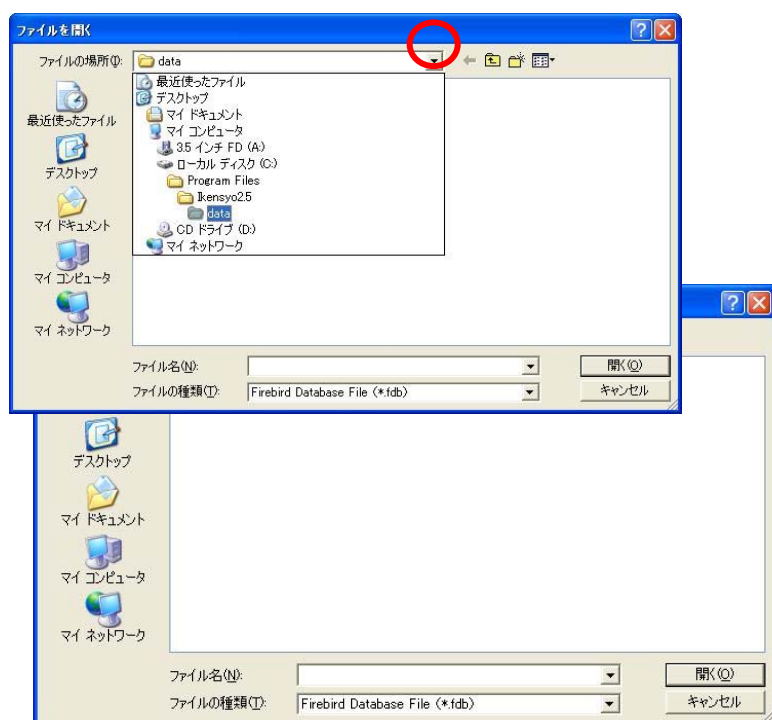 ファイルを開く
ファイルの場所(I):
data
最近使ったファイル
デスクトップ
マイ ドキュメント
マイ コンピュータ
3.5 インチ FD (A:)
ローカル ディスク (C:)
Program Files
Ikensyo2.5
data
CD ドライブ (D:)
マイ ネットワーク
最近使ったファイル
デスクトップ
マイ ドキュメント
マイ コンピュータ
マイ ネットワーク
ファイル名(N):
開く(O)
ファイルの種類(T):
Firebird Database File (*.fdb)
キャンセル
デスクトップ
マイ ドキュメント
マイ コンピュータ
マイ ネットワーク
ファイル名(N):
開く(O)
ファイルの種類(T):
Firebird Database File (*.fdb)
キャンセル